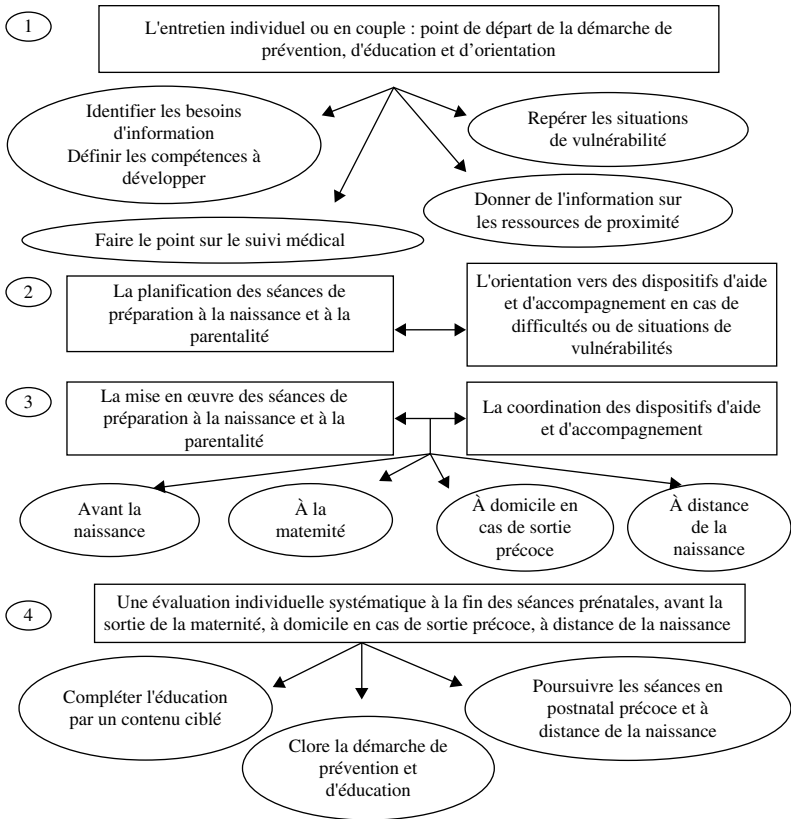 1
L'entretien individuel ou en couple : point de départ de la démarche de
prévention, d'éducation et d'orientation
Identifier les besoins
d'information
Définir les compétences à
développer
Repérer les situations
de vulnérabilité
Faire le point sur le suivi médical
Donner de l'information sur
les ressources de proximité
2
La planification des séances de
préparation à la naissance et à la
parentalité
L'orientation vers des dispositifs d'aide
et d'accompagnement en cas de
difficultés ou de situations de
vulnérabilités
3
La mise en œuvre des séances de
préparation à la naissance et à la
parentalité
La coordination des dispositifs d'aide
et d'accompagnement
Avant la
naissance
À la
matemité
À domicile en
cas de sortie
précoce
À distance
de la
naissance
4
Une évaluation individuelle systématique à la fin des séances prénatales, avant la
sortie de la maternité, à domicile en cas de sortie précoce, à distance de la naissance
Compléter l'éducation
par un contenu ciblé
Clore la démarche de
prévention et
d'éducation
Poursuivre les séances en
postnatal précoce et à
distance de la naissance